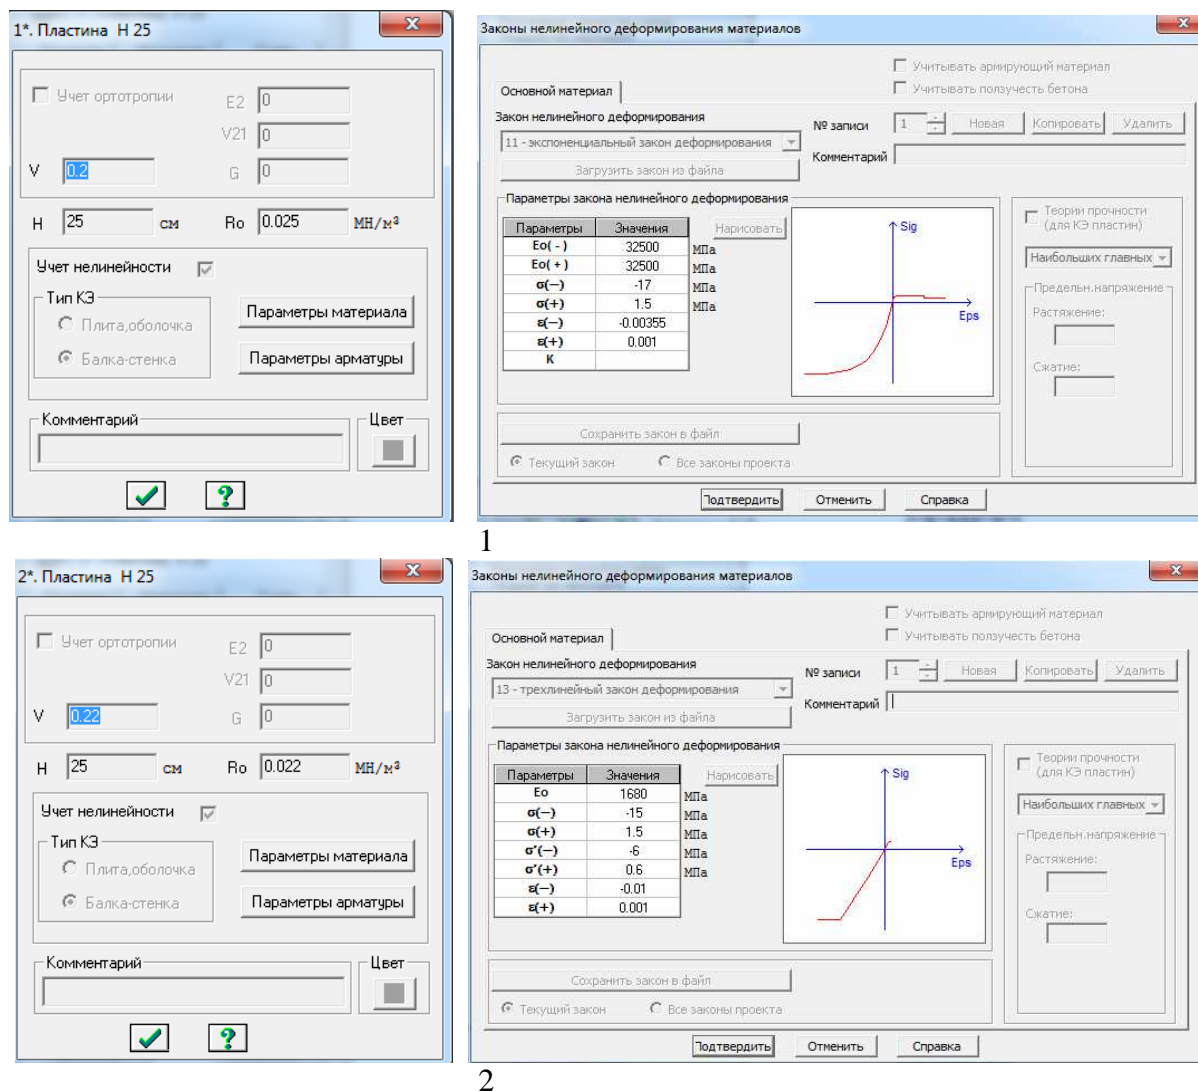 1*. Пластина Н 25
Учет ортотропии
E2 0
V21 0
V 0.2
G 0
H 25 см
Ro 0.025 МН/м³
Учет нелинейности
Тип КЭ
Плита,оболочка
Балка-стенка
Параметры материала
Параметры арматуры
Комментарий
Цвет
Законы нелинейного деформирования материалов
Учитывать армирующий материал
Учитывать ползучесть бетона
Основной материал
Закон нелинейного деформирования
11 - экспоненциальный закон деформирования
Загрузить закон из файла
№ записи 1 Новая Копировать Удалить
Комментарий
Параметры закона нелинейного деформирования
Параметры Значения
Eo( - ) 32500 МПа
Eo( + ) 32500 МПа
σ(—) -17 МПа
σ(+) 1.5 МПа
ε(—) -0.00355
ε(+) 0.001
K
Нарисовать
Sig
Eps
Теории прочности
(для КЭ пластин)
Наибольших главных
Предельн.напряжение
Растяжение:
Сжатие:
Сохранить закон в файл
Текущий закон Все законы проекта
Подтвердить Отменить Справка
1
2*. Пластина Н 25
Учет ортотропии
E2 0
V21 0
V 0.22
G 0
H 25 см
Ro 0.022 МН/м³
Учет нелинейности
Тип КЭ
Плита,оболочка
Балка-стенка
Параметры материала
Параметры арматуры
Комментарий
Цвет
Законы нелинейного деформирования материалов
Учитывать армирующий материал
Учитывать ползучесть бетона
Основной материал
Закон нелинейного деформирования
13 - трехлинейный закон деформирования
Загрузить закон из файла
№ записи 1 Новая Копировать Удалить
Комментарий
Параметры закона нелинейного деформирования
Параметры Значения
Eo 1680 МПа
σ(—) -15 МПа
σ(+) 1.5 МПа
σ'(—) -6 МПа
σ'(+) 0.6 МПа
ε(—) -0.01
ε(+) 0.001
Нарисовать
Sig
Eps
Теории прочности
(для КЭ пластин)
Наибольших главных
Предельн.напряжение
Растяжение:
Сжатие:
Сохранить закон в файл
Текущий закон Все законы проекта
Подтвердить Отменить Справка
2